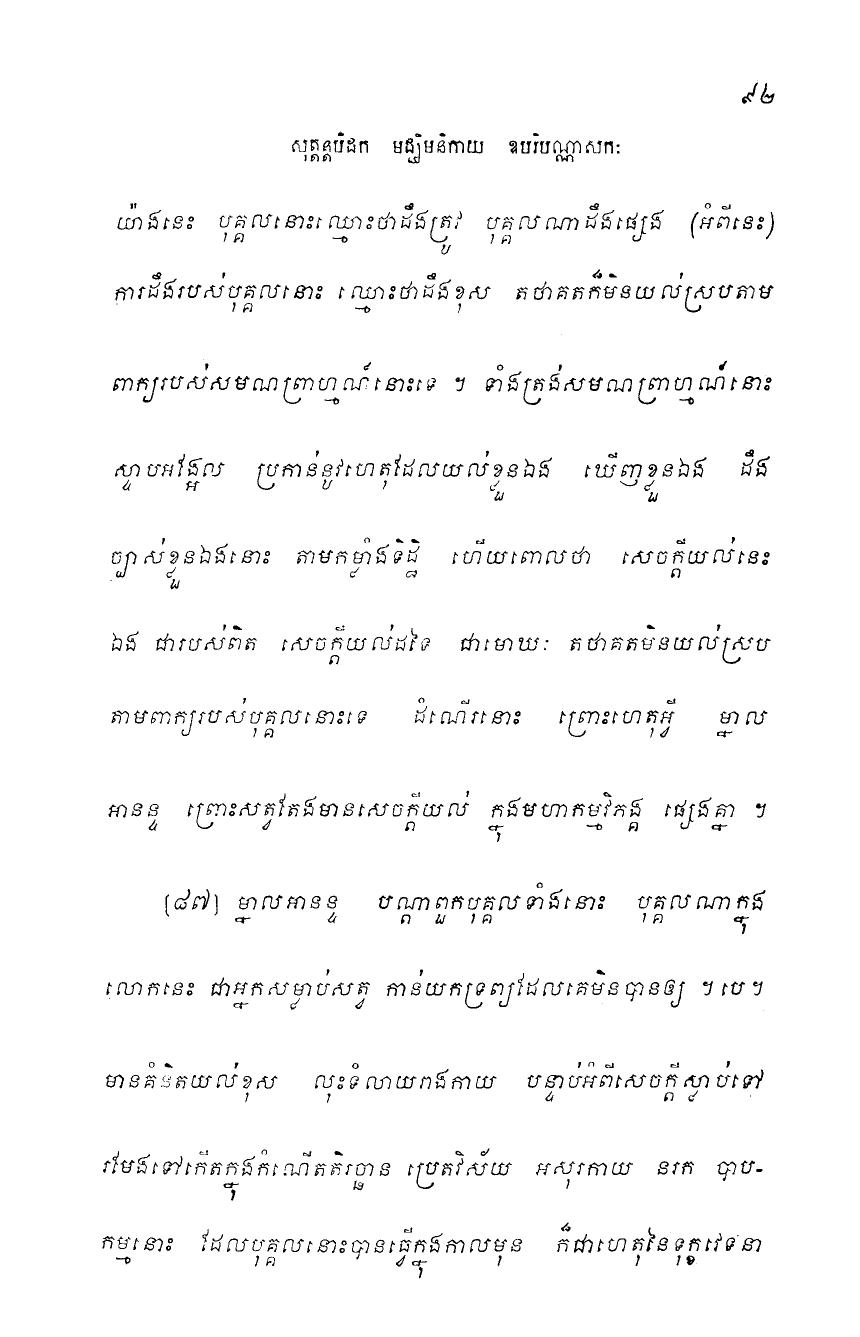 ៩២
សុត្តន្តបិដក មជ្ឈិមនិកាយ ឧបរិបណ្ណាសកៈ
យ៉ាងនេះ បុគ្គលនោះឈ្មោះថាដឹងត្រូវ បុគ្គលណាដឹងផ្សេង (អំពីនេះ)
ការដឹងរបស់បុគ្គលនោះ ឈ្មោះថាដឹងខុស តថាគតក៏មិនយល់ស្របតាម
ពាក្យរបស់សមណព្រាហ្មណ៍នោះទេ ។ ទាំងត្រង់សមណព្រាហ្មណ៍នោះ
ស្ទាបអង្អែល ប្រកាន់នូវហេតុដែលយល់ខ្លួនឯង ឃើញខ្លួនឯង ដឹង
ច្បាស់ខ្លួនឯងនោះ តាមកម្លាំងទិដ្ឋិ ហើយពោលថា សេចក្តីយល់នេះ
ឯង ជារបស់ពិត សេចក្តីយល់ដទៃ ជាមោឃៈ តថាគតមិនយល់ស្រប
តាមពាក្យរបស់បុគ្គលនោះទេ ដំណើរនោះ ព្រោះហេតុអ្វី ម្នាល
អានន្ទ ព្រោះសត្វតែងមានសេចក្តីយល់ ក្នុងមហាកម្មវិភង្គ ផ្សេងគ្នា ។
[៨៧] ម្នាលអានន្ទ បណ្តាពួកបុគ្គលទាំងនោះ បុគ្គលណាក្នុង
លោកនេះ ជាអ្នកសម្លាប់សត្វ កាន់យកទ្រព្យដែលគេមិនបានឲ្យ ។ បេ ។
មានគំនិតយល់ខុស លុះទំលាយរាងកាយ បន្ទាប់អំពីសេចក្តីស្លាប់ទៅ
រមែងទៅកើតក្នុងកំណើតតិរច្ឆាន ប្រេតវិស័យ អសុរកាយ នរក បាប-
កម្មនោះ ដែលបុគ្គលនោះបានធ្វើក្នុងកាលមុន ក៏ជាហេតុនៃទុក្ខវេទនា